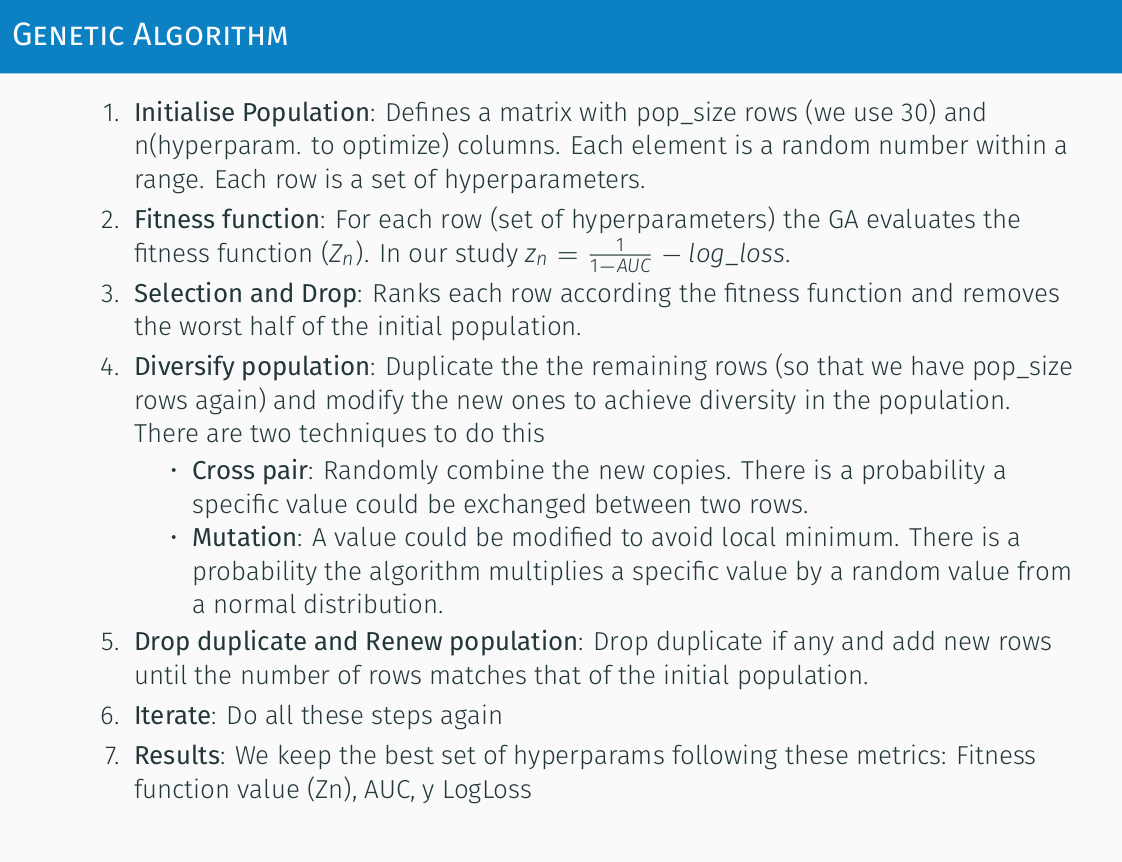 Genetic Algorithm
1. Initialise Population: Defines a matrix with pop_size rows (we use 30) and
n(hyperparam. to optimize) columns. Each element is a random number within a
range. Each row is a set of hyperparameters.
2. Fitness function: For each row (set of hyperparameters) the GA evaluates the
fitness function (Zₙ). In our study zₙ = 1/(1−AUC) − log_loss.
3. Selection and Drop: Ranks each row according the fitness function and removes
the worst half of the initial population.
4. Diversify population: Duplicate the the remaining rows (so that we have pop_size
rows again) and modify the new ones to achieve diversity in the population.
There are two techniques to do this
• Cross pair: Randomly combine the new copies. There is a probability a
specific value could be exchanged between two rows.
• Mutation: A value could be modified to avoid local minimum. There is a
probability the algorithm multiplies a specific value by a random value from
a normal distribution.
5. Drop duplicate and Renew population: Drop duplicate if any and add new rows
until the number of rows matches that of the initial population.
6. Iterate: Do all these steps again
7. Results: We keep the best set of hyperparams following these metrics: Fitness
function value (Zn), AUC, y LogLoss